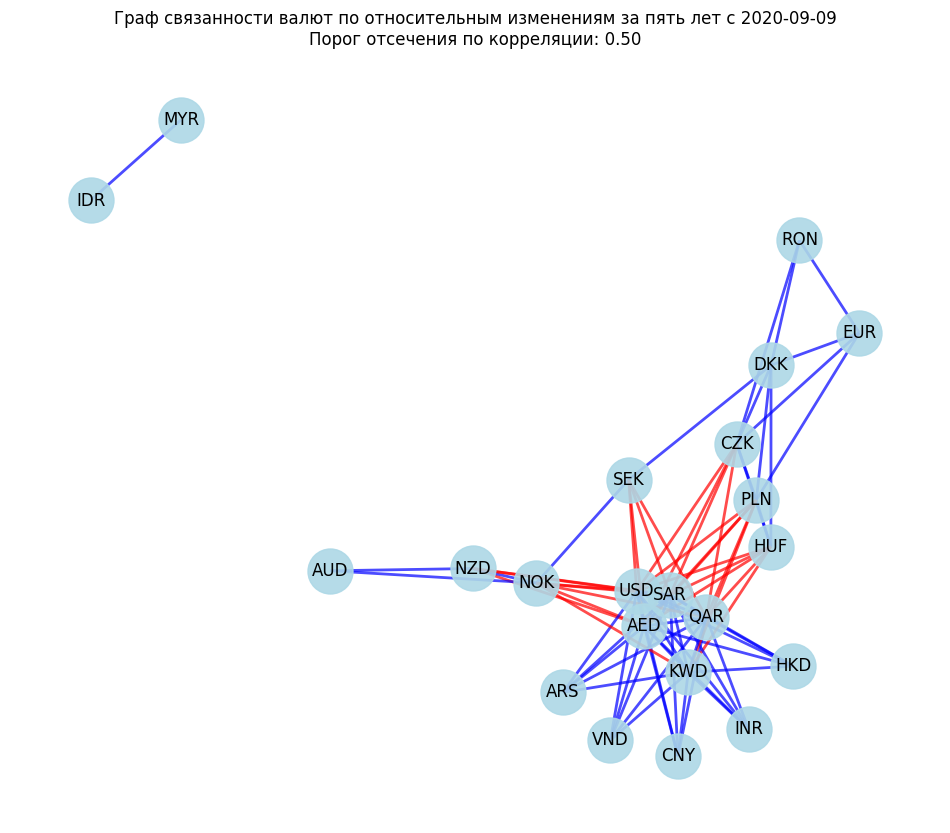 Граф связанности валют по относительным изменениям за пять лет с 2020-09-09
Порог отсечения по корреляции: 0.50
MYR
IDR
RON
EUR
DKK
CZK
SEK
PLN
HUF
AUD
NZD
NOK
USD
SAR
QAR
AED
HKD
KWD
ARS
INR
VND
CNY